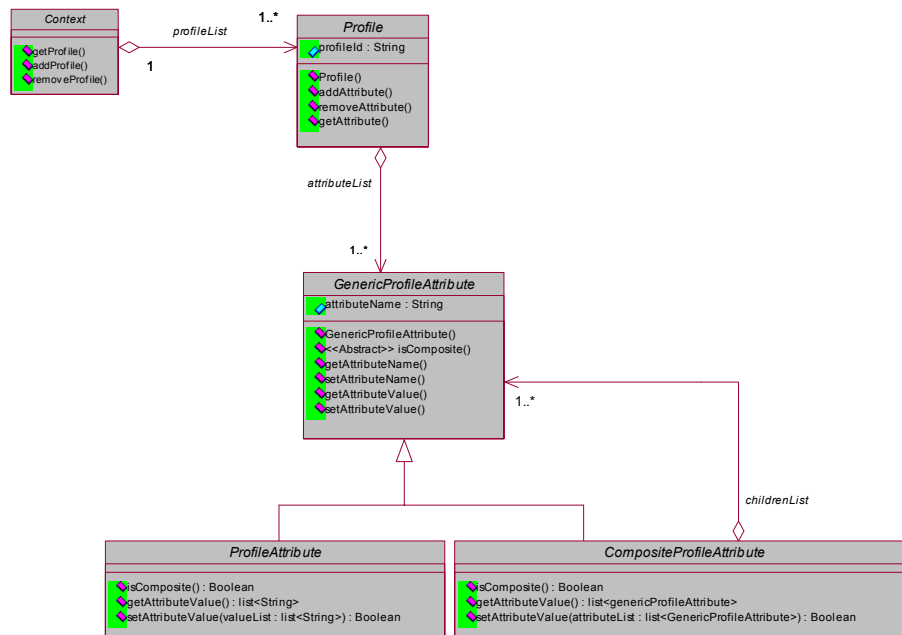 Context
getProfile()
addProfile()
removeProfile()
profileList
1
1..*
Profile
profileId : String
Profile()
addAttribute()
removeAttribute()
getAttribute()
attributeList
1..*
GenericProfileAttribute
attributeName : String
GenericProfileAttribute()
<<Abstract>> isComposite()
getAttributeName()
setAttributeName()
getAttributeValue()
setAttributeValue()
1..*
childrenList
ProfileAttribute
isComposite() : Boolean
getAttributeValue() : list<String>
setAttributeValue(valueList : list<String>) : Boolean
CompositeProfileAttribute
isComposite() : Boolean
getAttributeValue() : list<genericProfileAttribute>
setAttributeValue(attributeList : list<GenericProfileAttribute>) : Boolean